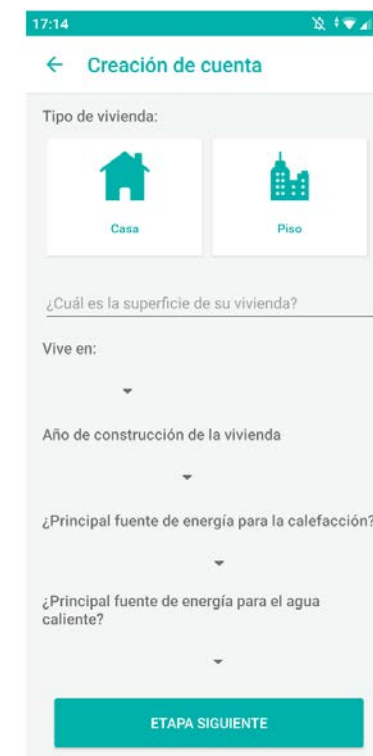 17:14
Creación de cuenta
Tipo de vivienda:
Casa
Piso
¿Cuál es la superficie de su vivienda?
Vive en:
Año de construcción de la vivienda
¿Principal fuente de energía para la calefacción?
¿Principal fuente de energía para el agua
caliente?
ETAPA SIGUIENTE